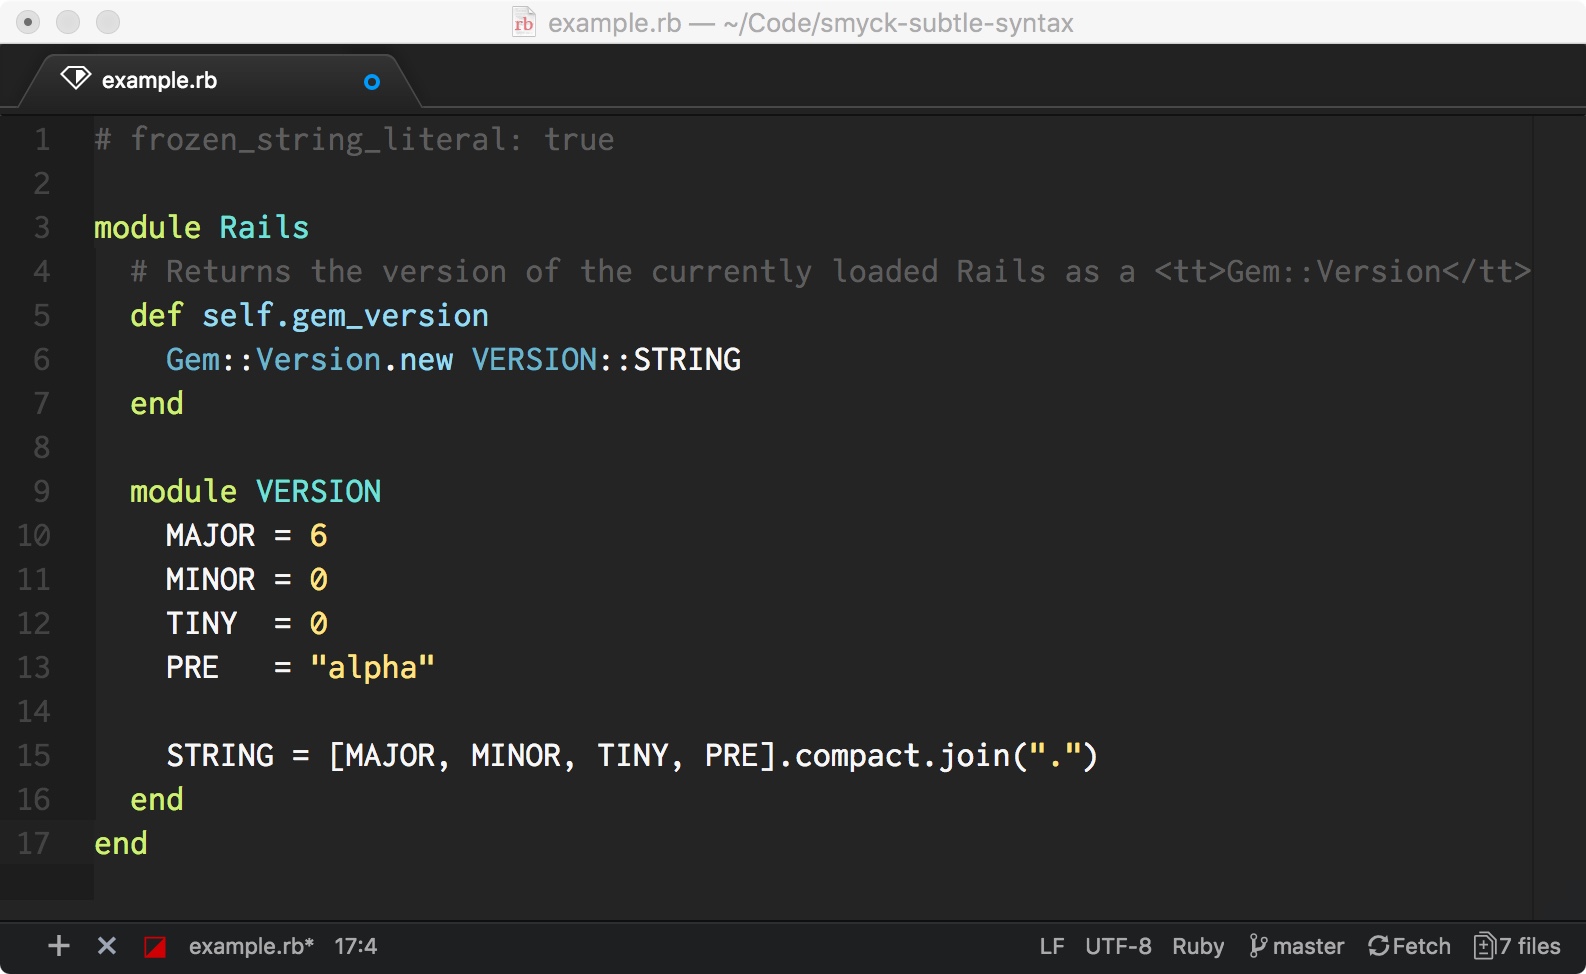 example.rb — ~/Code/smyck-subtle-syntax
example.rb
1 # frozen_string_literal: true
2
3 module Rails
4   # Returns the version of the currently loaded Rails as a <tt>Gem::Version</tt>
5   def self.gem_version
6     Gem::Version.new VERSION::STRING
7   end
8
9   module VERSION
10     MAJOR = 6
11     MINOR = 0
12     TINY  = 0
13     PRE   = "alpha"
14
15     STRING = [MAJOR, MINOR, TINY, PRE].compact.join(".")
16   end
17 end
example.rb* 17:4 LF UTF-8 Ruby master Fetch 7 files